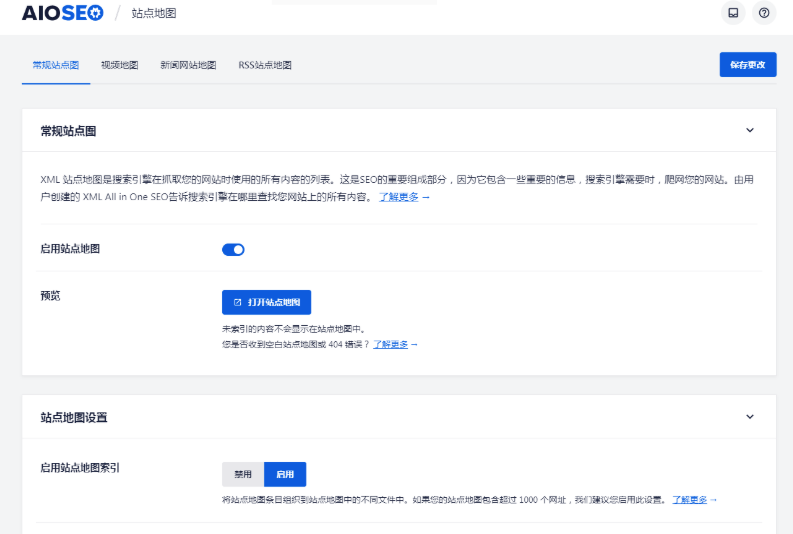 AIOSEO / 站点地图
常规站点图 视频地图 新闻网站地图 RSS站点地图 保存更改
常规站点图
XML 站点地图是搜索引擎在抓取您的网站时使用的所有内容的列表。这是SEO的重要组成部分，因为它包含一些重要的信息，搜索引擎需要时，爬网您的网站。由用
户创建的 XML All in One SEO告诉搜索引擎在哪里查找您网站上的所有内容。 了解更多 →
启用站点地图
预览 打开站点地图
未索引的内容不会显示在站点地图中。
您是否收到空白站点地图或 404 错误？ 了解更多 →
站点地图设置
启用站点地图索引 禁用 启用
将站点地图条目组织到站点地图中的不同文件中。如果您的站点地图包含超过 1000 个网址，我们建议您启用此设置。 了解更多 →